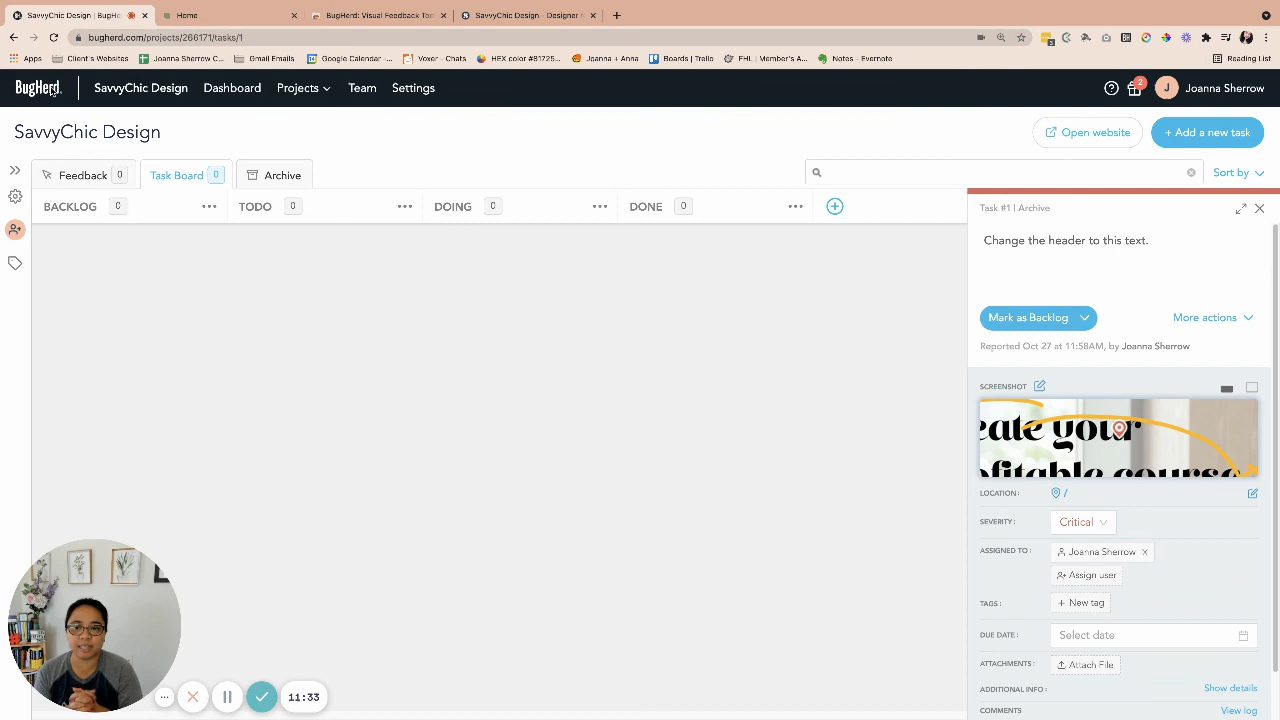 SavvyChic Design | BugHe
Home
BugHerd: Visual Feedback Too
SavvyChic Design - Designer f
bugherd.com/projects/266171/tasks/1
Apps
Client's Websites
Joanna Sherrow C...
Gmail Emails
Google Calendar -...
Voxer - Chats
HEX color #81725...
Joanna + Anna
Boards | Trello
FHL | Member's A...
Notes - Evernote
Reading List
BugHerd.
SavvyChic Design
Dashboard
Projects
Team
Settings
2
J
Joanna Sherrow
SavvyChic Design
Open website
+ Add a new task
Feedback 0
Task Board 0
Archive
Sort by
BACKLOG 0
TODO 0
DOING 0
DONE 0
Task #1 | Archive
Change the header to this text.
Mark as Backlog
More actions
Reported Oct 27 at 11:58AM, by Joanna Sherrow
SCREENSHOT
eate your
ofitable course
LOCATION: /
SEVERITY: Critical
ASSIGNED TO: Joanna Sherrow x
Assign user
TAGS: + New tag
DUE DATE: Select date
ATTACHMENTS: Attach File
ADDITIONAL INFO: Show details
COMMENTS View log
11:33